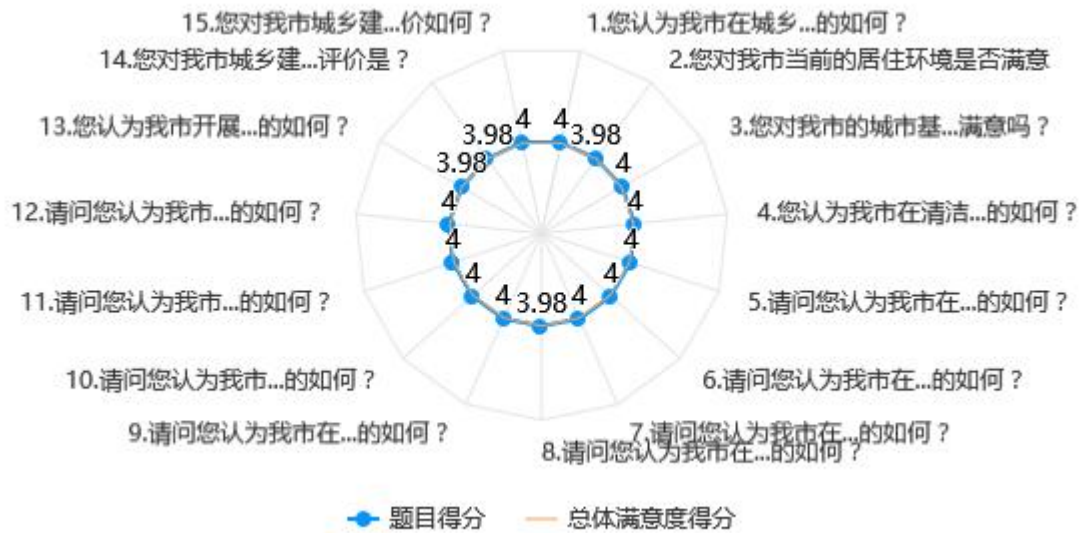 15.您对我市城乡建...价如何？
1.您认为我市在城乡...的如何？
14.您对我市城乡建...评价是？
2.您对我市当前的居住环境是否满意
13.您认为我市开展...的如何？
3.您对我市的城市基...满意吗？
12.请问您认为我市...的如何？
4.您认为我市在清洁...的如何？
11.请问您认为我市...的如何？
5.请问您认为我市在...的如何？
10.请问您认为我市...的如何？
6.请问您认为我市在...的如何？
9.请问您认为我市在...的如何？
7.请问您认为我市在...的如何？
8.请问您认为我市在...的如何？
4
4
3.98
3.98
3.98
4
4
4
4
4
4
4
4
3.98
4
题目得分
总体满意度得分